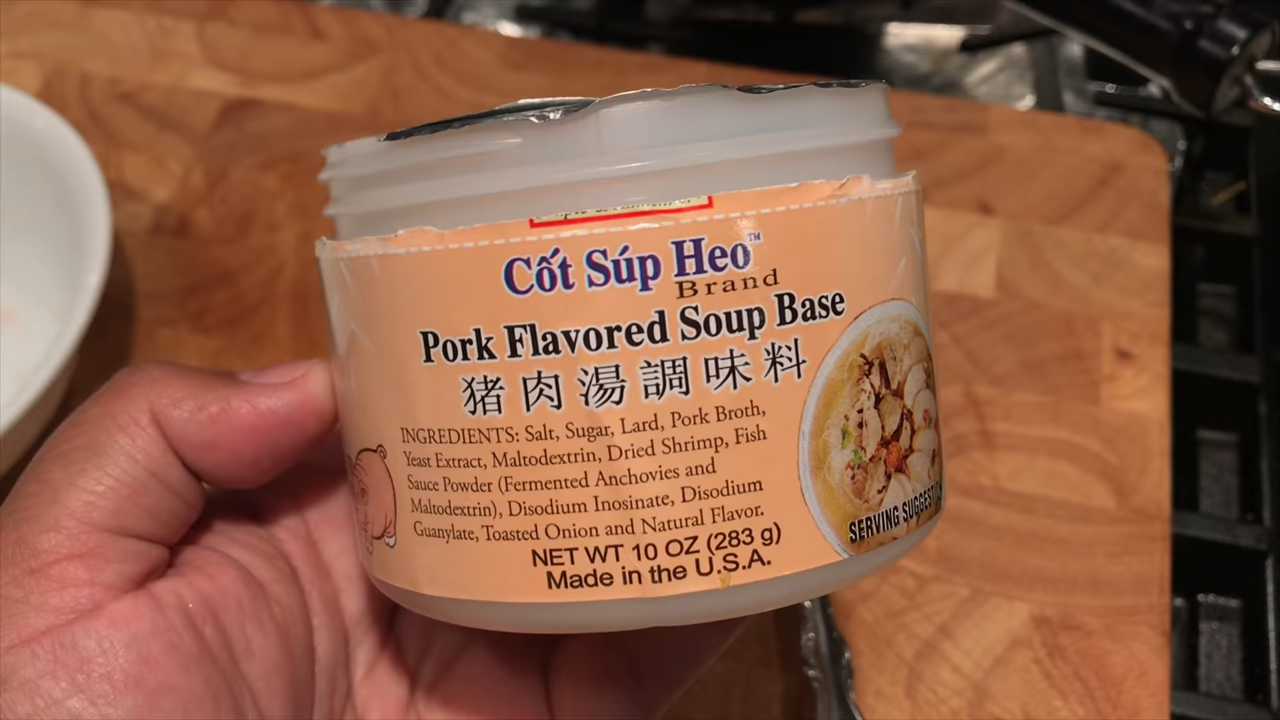 Cốt Súp Heo™
Brand
Pork Flavored Soup Base
猪肉湯調味料
INGREDIENTS: Salt, Sugar, Lard, Pork Broth,
Yeast Extract, Maltodextrin, Dried Shrimp, Fish
Sauce Powder (Fermented Anchovies and
Maltodextrin), Disodium Inosinate, Disodium
Guanylate, Toasted Onion and Natural Flavor.
NET WT 10 OZ (283 g)
Made in the U.S.A.
SERVING